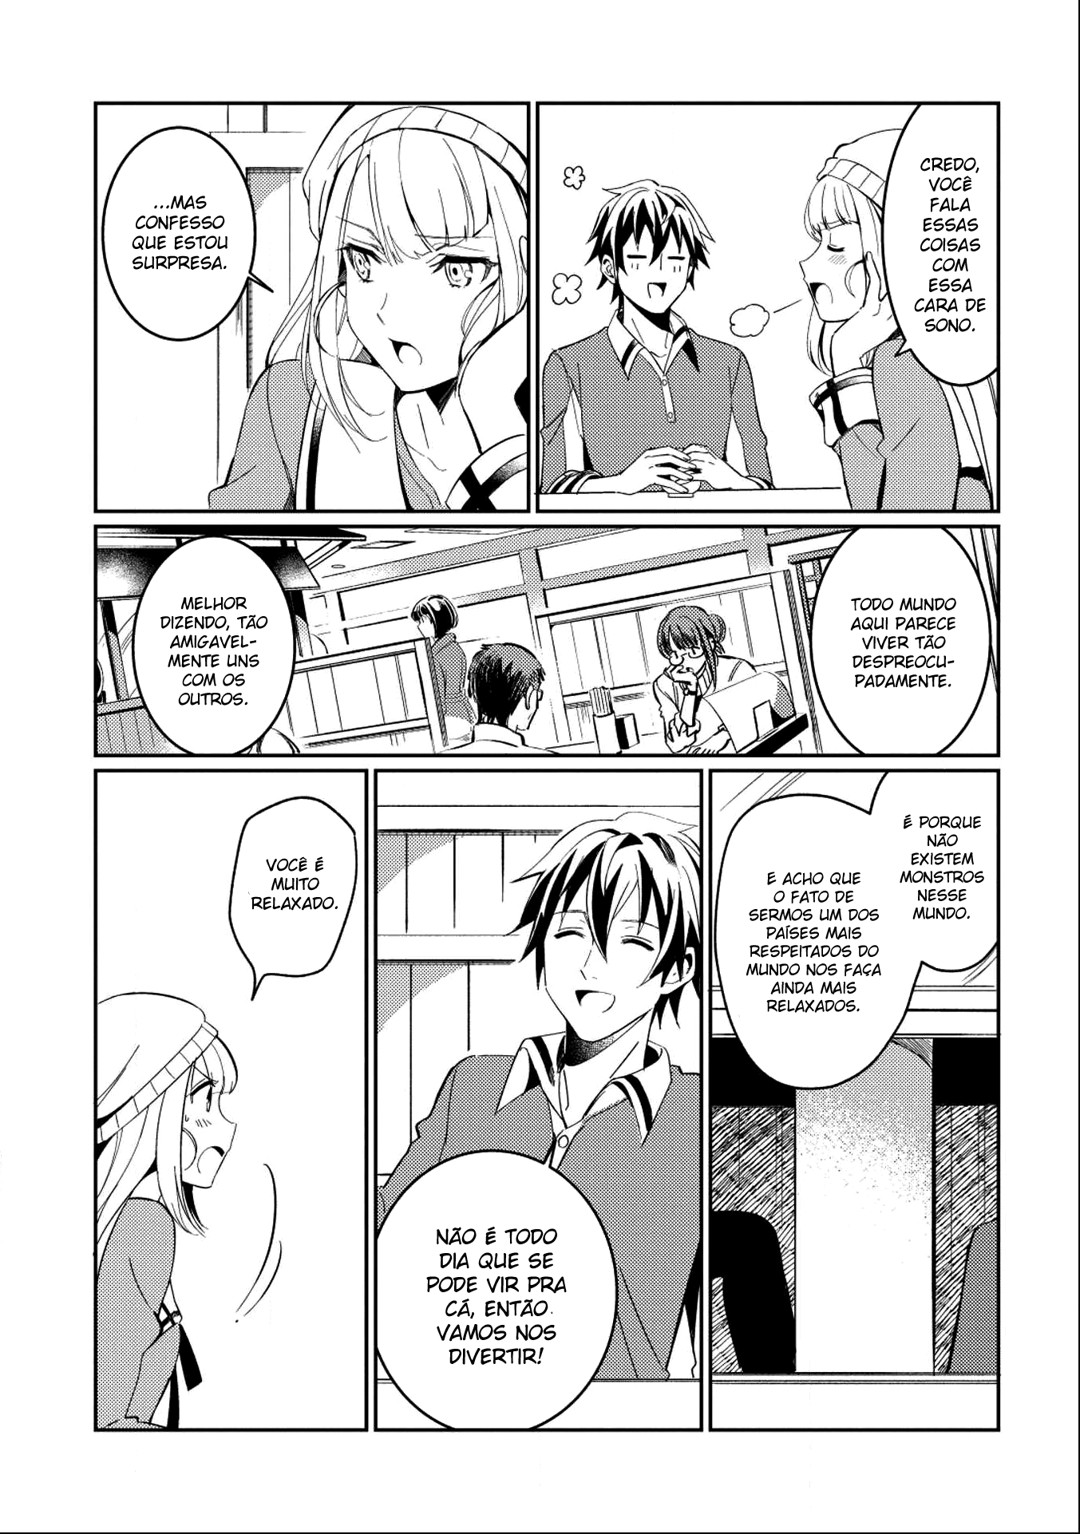 CREDO,
VOCÊ
FALA
ESSAS
COISAS
COM
ESSA
CARA DE
SONO.
...MAS
CONFESSO
QUE ESTOU
SURPRESA.
TODO MUNDO
AQUI PARECE
VIVER TÃO
DESPREOCU-
PADAMENTE.
MELHOR
DIZENDO, TÃO
AMIGAVEL-
MENTE UNS
COM OS
OUTROS.
É PORQUE
NÃO
EXISTEM
MONSTROS
NESSE
MUNDO.
E ACHO QUE
O FATO DE
SERMOS UM DOS
PAÍSES MAIS
RESPEITADOS DO
MUNDO NOS FAÇA
AINDA MAIS
RELAXADOS.
NÃO É TODO
DIA QUE SE
PODE VIR PRA
CÁ, ENTÃO
VAMOS NOS
DIVERTIR!
VOCÊ É
MUITO
RELAXADO.